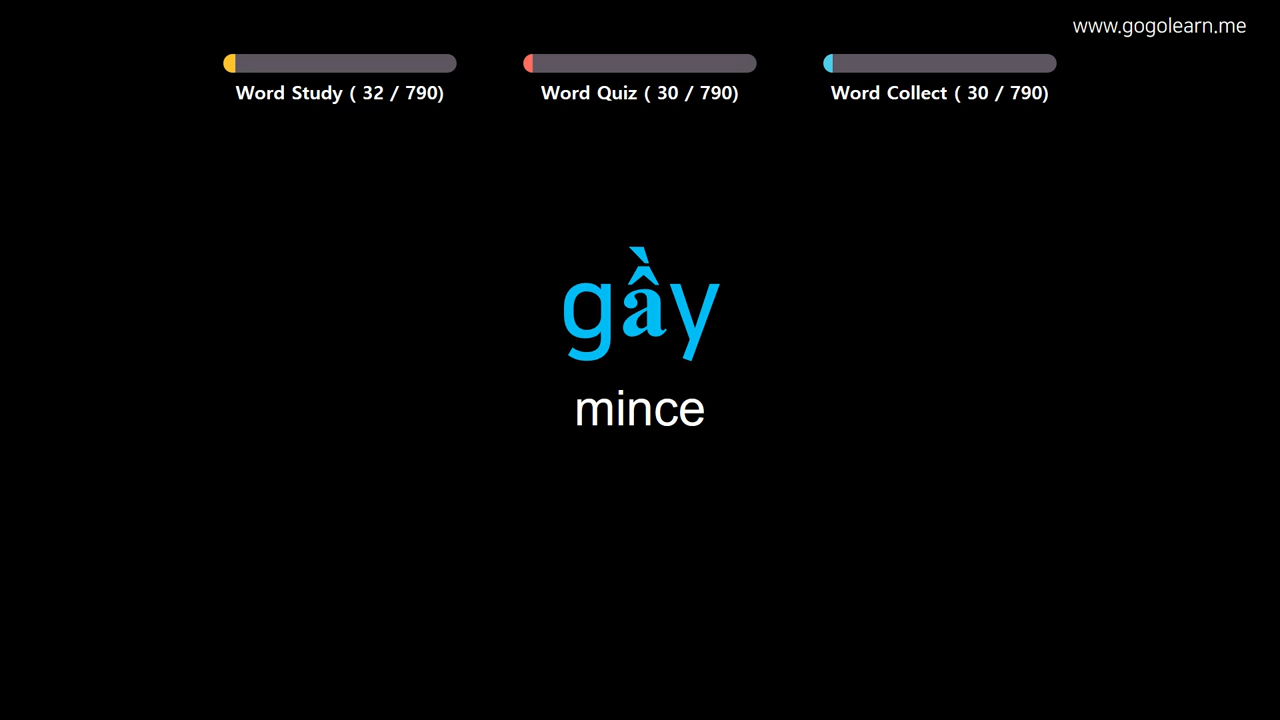 www.gogolearn.me
Word Study ( 32 / 790)
Word Quiz ( 30 / 790)
Word Collect ( 30 / 790)
gầy
mince